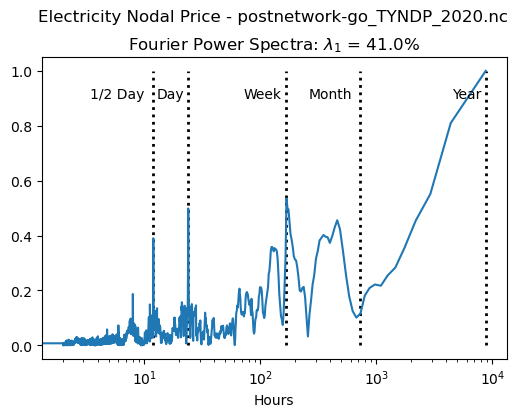 Electricity Nodal Price - postnetwork-go_TYNDP_2020.nc
Fourier Power Spectra: λ₁ = 41.0%
1.0
1/2 Day Day Week Month Year
0.8
0.6
0.4
0.2
0.0
10¹ 10² 10³ 10⁴
Hours